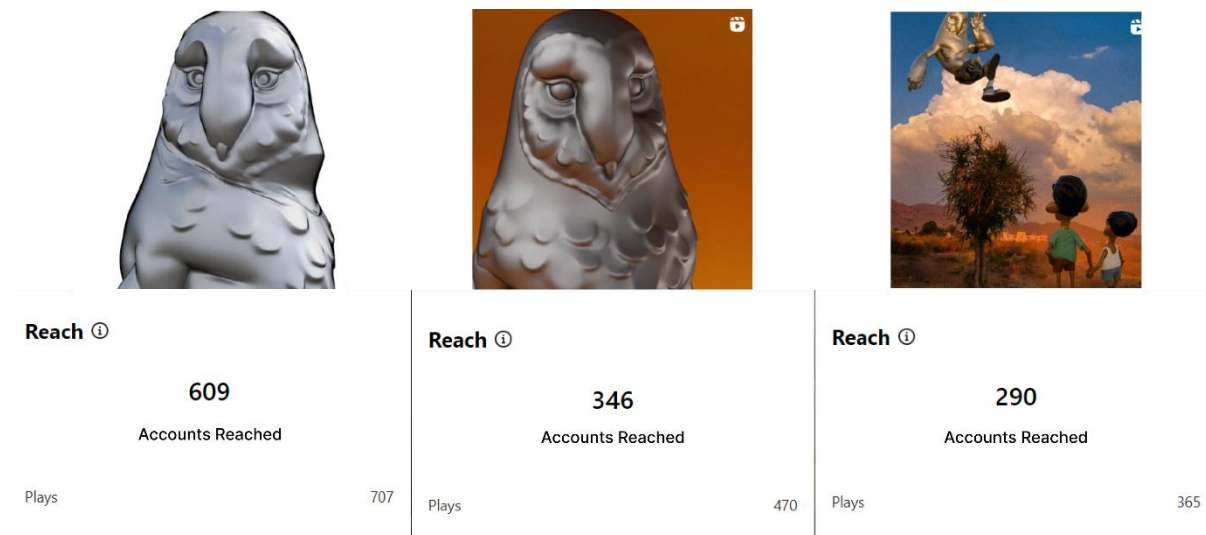 Reach
609
Accounts Reached
Plays 707
Reach
346
Accounts Reached
Plays 470
Reach
290
Accounts Reached
Plays 365